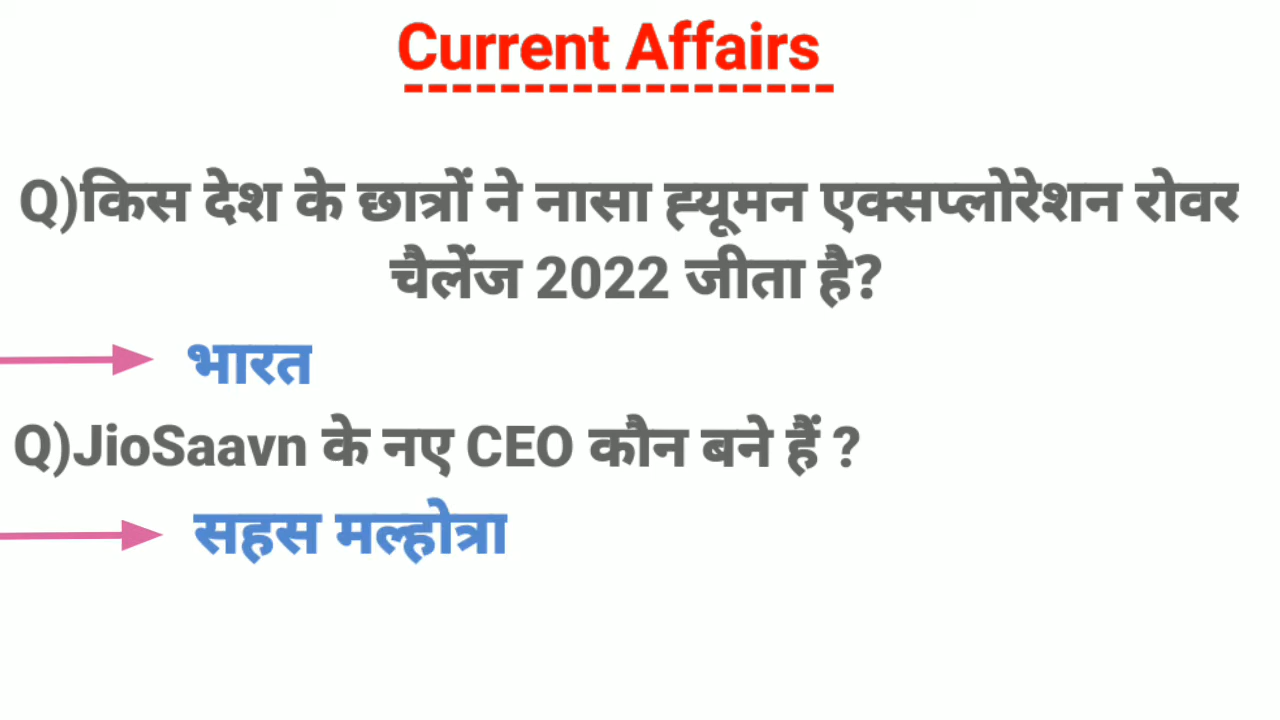 Current Affairs
------------------
Q)किस देश के छात्रों ने नासा ह्यूमन एक्सप्लोरेशन रोवर
चैलेंज 2022 जीता है?
भारत
Q)JioSaavn के नए CEO कौन बने हैं ?
सहस मल्होत्रा